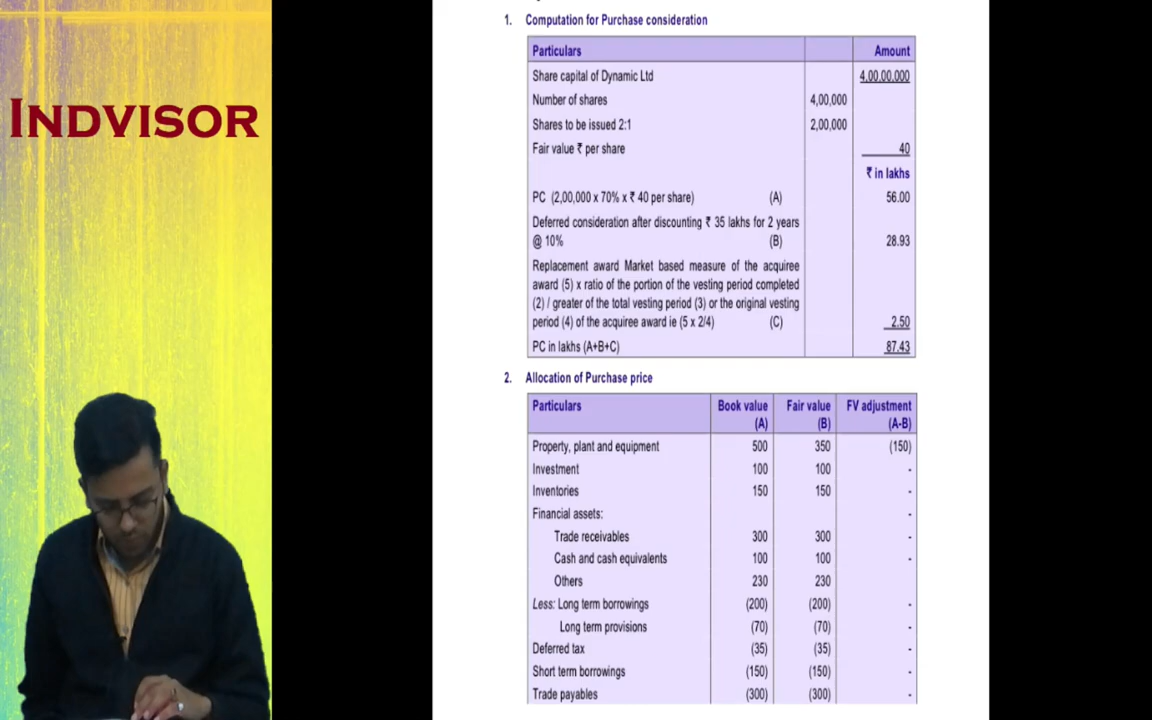 INDVISOR
1. Computation for Purchase consideration
Particulars Amount
Share capital of Dynamic Ltd 4,00,00,000
Number of shares 4,00,000
Shares to be issued 2:1 2,00,000
Fair value ₹ per share 40
₹ in lakhs
PC (2,00,000 x 70% x ₹ 40 per share) (A) 56.00
Deferred consideration after discounting ₹ 35 lakhs for 2 years
@ 10% (B) 28.93
Replacement award Market based measure of the acquiree
award (5) x ratio of the portion of the vesting period completed
(2) / greater of the total vesting period (3) or the original vesting
period (4) of the acquiree award ie (5 x 2/4) (C) 2.50
PC in lakhs (A+B+C) 87.43
2. Allocation of Purchase price
Particulars Book value Fair value FV adjustment
(A) (B) (A-B)
Property, plant and equipment 500 350 (150)
Investment 100 100 -
Inventories 150 150 -
Financial assets: -
Trade receivables 300 300 -
Cash and cash equivalents 100 100 -
Others 230 230
Less: Long term borrowings (200) (200) -
Long term provisions (70) (70) -
Deferred tax (35) (35) -
Short term borrowings (150) (150) -
Trade payables (300) (300) -